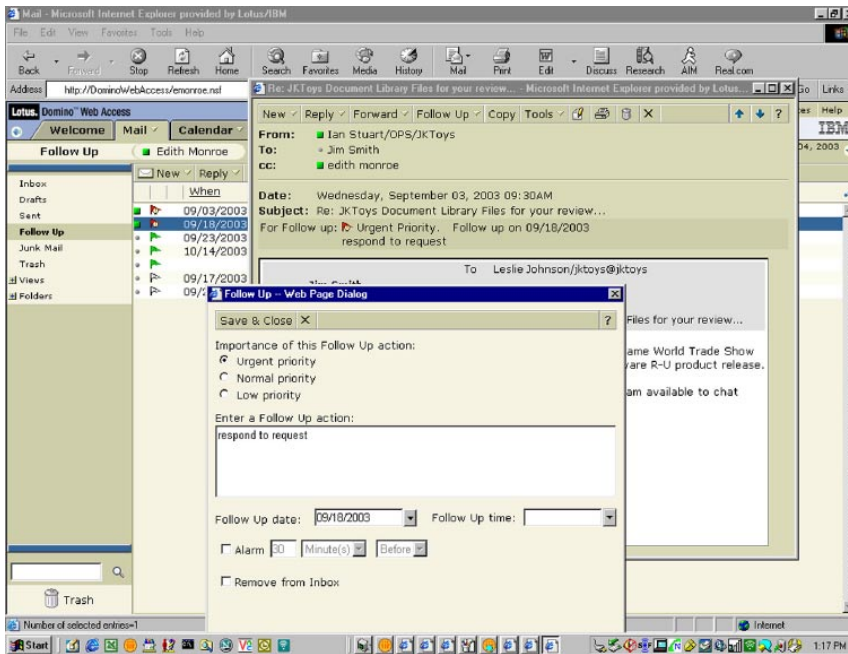 Mail - Microsoft Internet Explorer provided by Lotus/IBM
File Edit View Favorites Tools Help
Back Forward Stop Refresh Home Search Favorites Media History Mail Print Edit Discuss Research AIM Real.com
Address http://DominoWebAccess/emonroe.nsf
Go Links
Lotus. Domino™ Web Access
Help
Welcome Mail Calendar
IBM
Follow Up Edith Monroe
04, 2003
New Reply
When
Inbox
Drafts
Sent
Follow Up
Junk Mail
Trash
Views
Folders
09/03/2003
09/18/2003
09/23/2003
10/14/2003
09/17/2003
Trash
Re: JKToys Document Library Files for your review... - Microsoft Internet Explorer provided by Lotus...
New Reply Forward Follow Up Copy Tools ?
From: Ian Stuart/OPS/JKToys
To: Jim Smith
cc: edith monroe
Date: Wednesday, September 03, 2003 09:30AM
Subject: Re: JKToys Document Library Files for your review...
For Follow up: Urgent Priority. Follow up on 09/18/2003
respond to request
To Leslie Johnson/jktoys@jktoys
Jim Smith
Files for your review...
ame World Trade Show
ware R-U product release.
am available to chat
Follow Up -- Web Page Dialog
Save & Close X ?
Importance of this Follow Up action:
Urgent priority
Normal priority
Low priority
Enter a Follow Up action:
respond to request
Follow Up date: 09/18/2003 Follow Up time:
Alarm 30 Minute(s) Before
Remove from Inbox
Number of selected entries=1
Internet
Start
1:17 PM